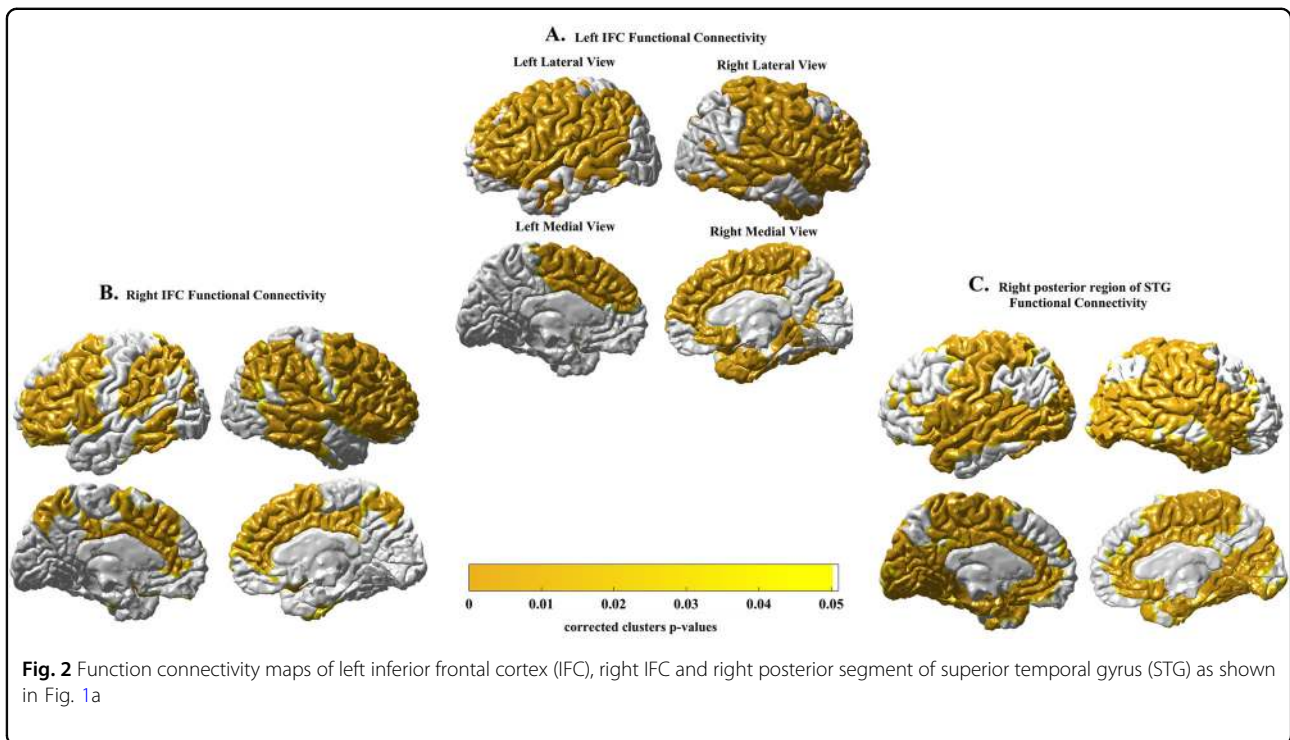 A. Left IFC Functional Connectivity
Left Lateral View
Right Lateral View
Left Medial View
Right Medial View
B. Right IFC Functional Connectivity
C. Right posterior region of STG
Functional Connectivity
0 0.01 0.02 0.03 0.04 0.05
corrected clusters p-values
Fig. 2 Function connectivity maps of left inferior frontal cortex (IFC), right IFC and right posterior segment of superior temporal gyrus (STG) as shown
in Fig. 1a